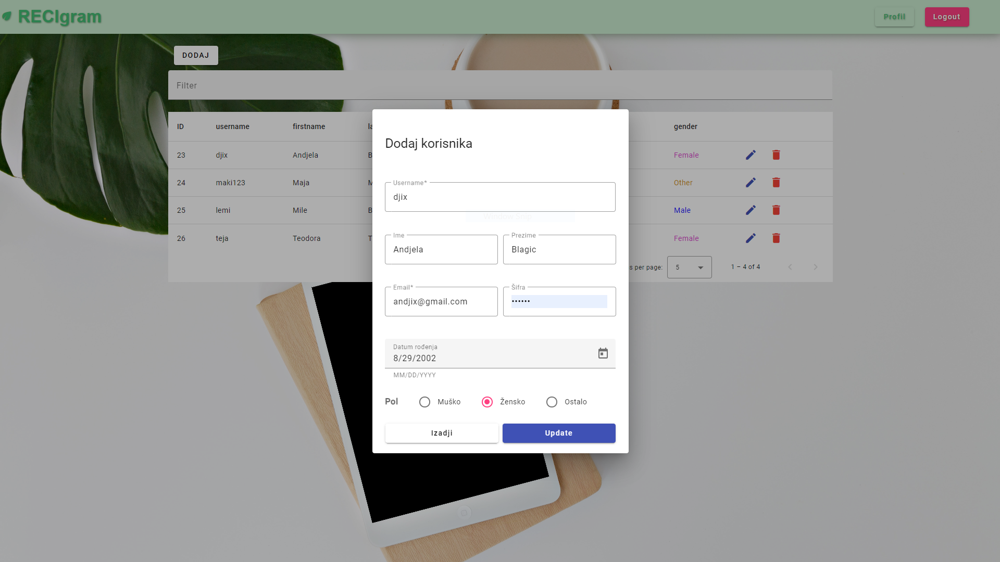 RECIgram
Profil
Logout
DODAJ
Filter
ID username firstname gender
23 djix Andjela Female
24 maki123 Maja Other
25 lemi Mile Male
26 teja Teodora Female
per page: 5 1 – 4 of 4
Dodaj korisnika
Username*
djix
Window Snip
Ime
Andjela
Prezime
Blagic
Email*
andjix@gmail.com
Šifra
••••••
Datum rođenja
8/29/2002
MM/DD/YYYY
Pol Muško Žensko Ostalo
Izadji
Update